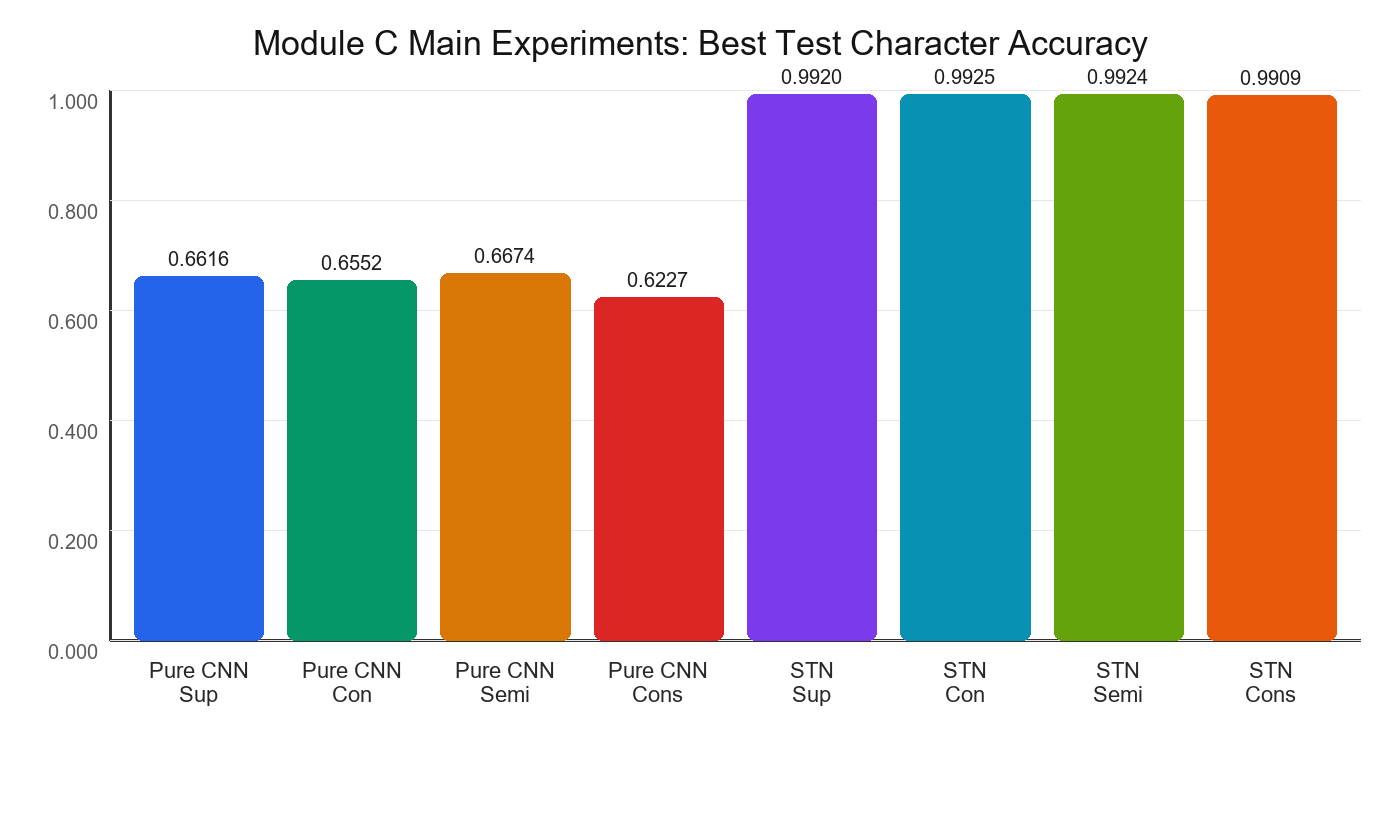 Module C Main Experiments: Best Test Character Accuracy
0.9920 0.9925 0.9924 0.9909
1.000
0.800
0.6616 0.6552 0.6674 0.6227
0.600
0.400
0.200
0.000
Pure CNN Pure CNN Pure CNN Pure CNN STN STN STN STN
Sup Con Semi Cons Sup Con Semi Cons